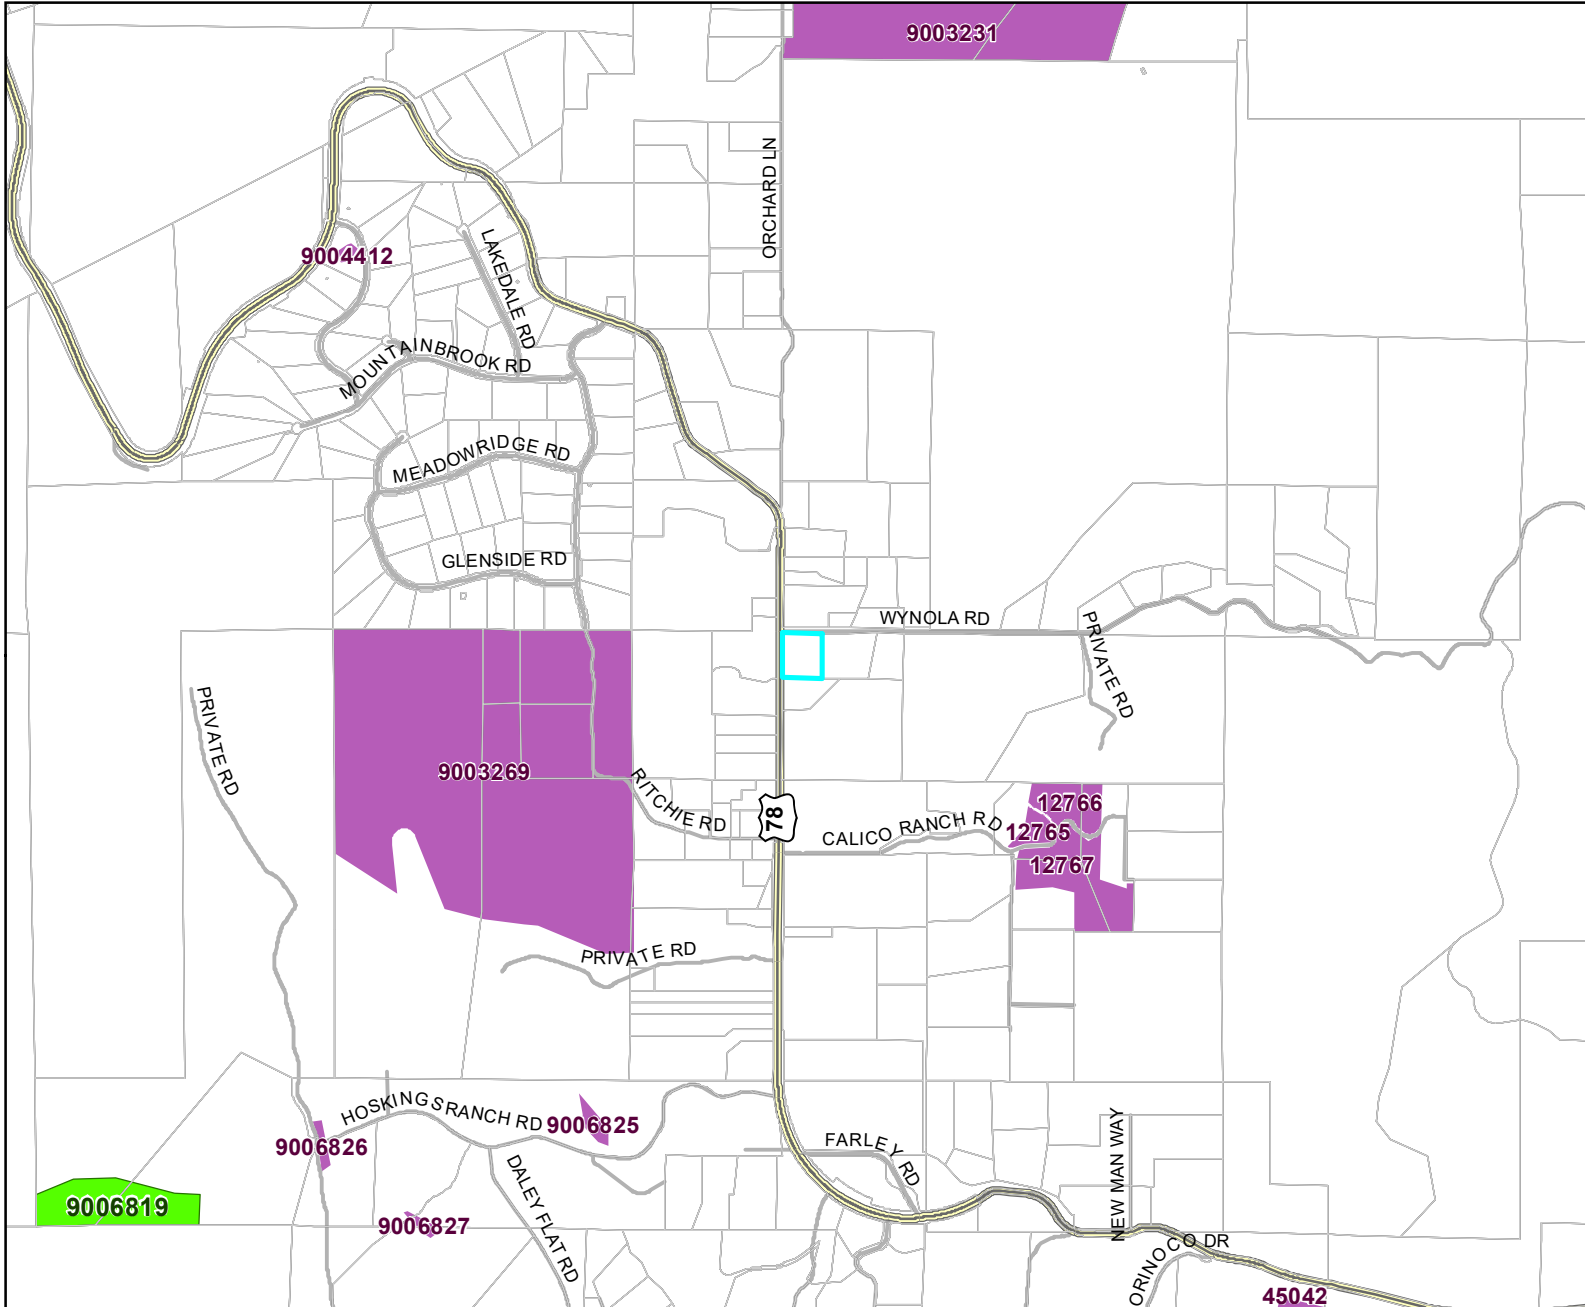 9003231
ORCHARD LN
9004412
LAKEDALE RD
MOUNTAINBROOK RD
MEADOWRIDGE RD
GLENSIDE RD
WYNOLA RD
PRIVATE RD
PRIVATE RD
9003269
RITCHIE RD
78
CALICO RANCH RD
12766
12765
12767
PRIVATE RD
HOSKINGS RANCH RD
9006825
9006826
FARLEY RD
NEW MAN WAY
DALEY FLAT RD
9006819
9006827
ORINOCO DR
45042